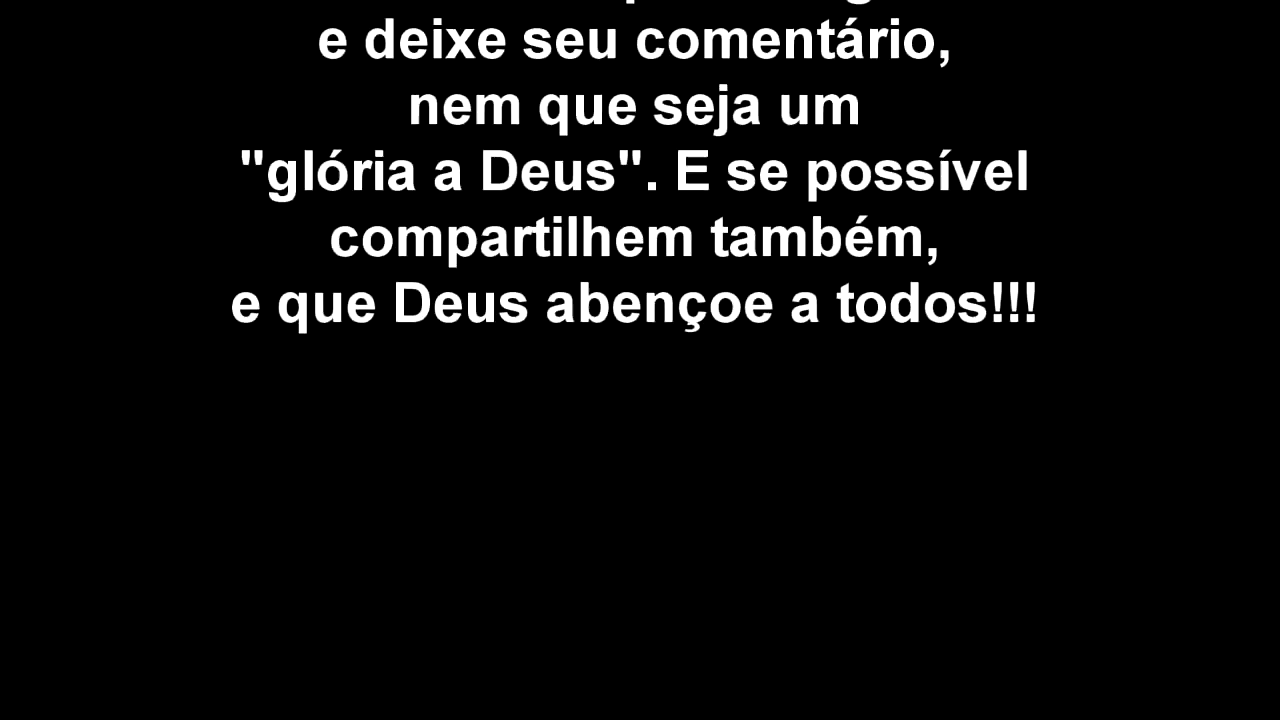 e deixe seu comentário,
nem que seja um
"glória a Deus". E se possível
compartilhem também,
e que Deus abençoe a todos!!!